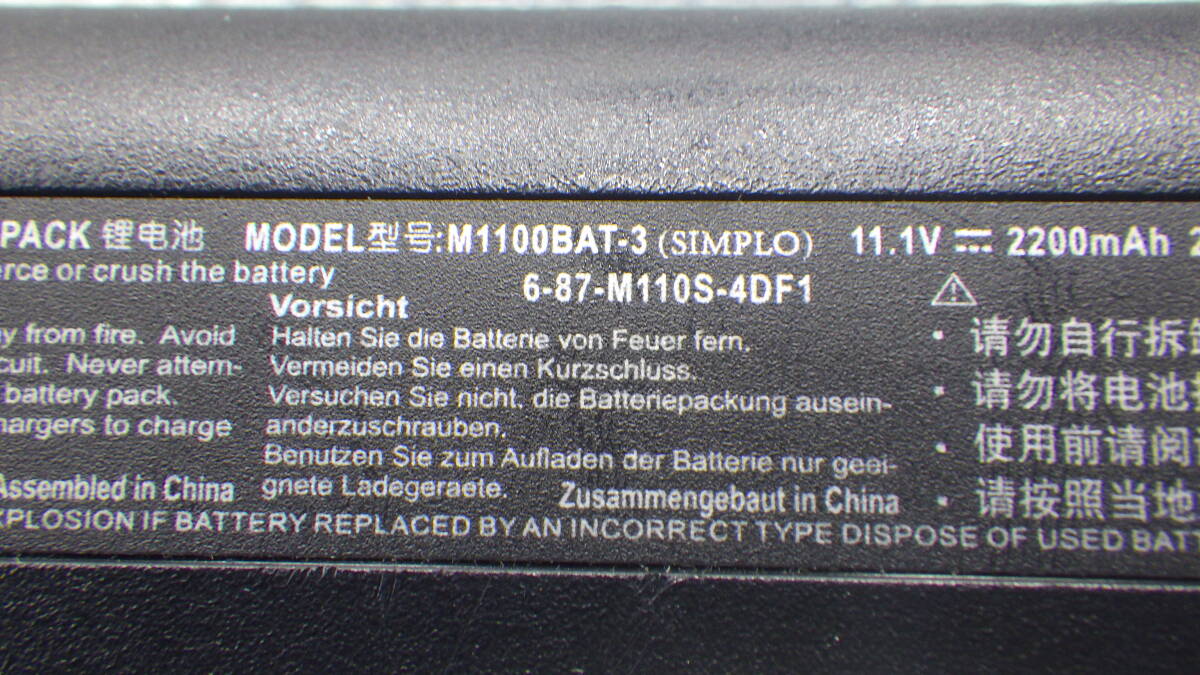 PACK 锂电池 MODEL型号:M1100BAT-3 (SIMPLO) 11.1V ⎓ 2200mAh
or crush the battery
6-87-M110S-4DF1
from fire. Avoid
Never attem-
battery pack.
to charge
Assembled in China
Vorsicht
Halten Sie die Batterie von Feuer fern.
Vermeiden Sie einen Kurzschluss.
Versuchen Sie nicht, die Batteriepackung ausein-
anderzuschrauben.
Benutzen Sie zum Aufladen der Batterie nur geei-
gnete Ladegeraete. Zusammengebaut in China
⚠
· 请勿自行拆
· 请勿将电池
· 使用前请阅
· 请按照当地
XPLOSION IF BATTERY REPLACED BY AN INCORRECT TYPE DISPOSE OF USED BATT